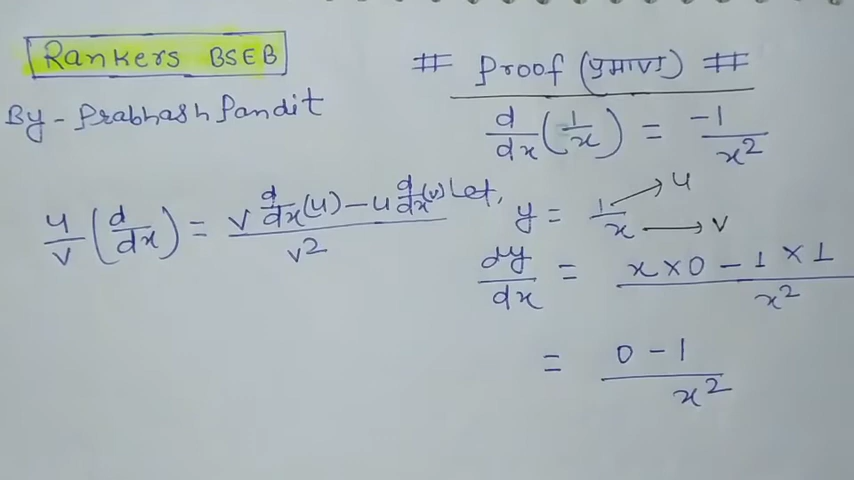 Rankers BSEB
By - Prabhash Pandit
# Proof (प्रमाण) #
d/dx (1/x) = -1/x²
u/v (d/dx) = (v d/dx (u) - u d/dx (v))/v²
Let,
y = 1/x → u → v
dy/dx = (x × 0 - 1 × 1)/x²
= (0 - 1)/x²